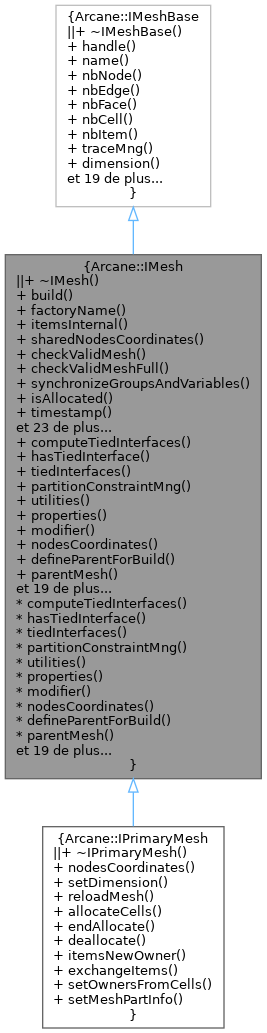 {Arcane::IMeshBase
||+ ~IMeshBase()
+ handle()
+ name()
+ nbNode()
+ nbEdge()
+ nbFace()
+ nbCell()
+ nbItem()
+ traceMng()
+ dimension()
et 19 de plus...
}
{Arcane::IMesh
||+ ~IMesh()
+ build()
+ factoryName()
+ itemsInternal()
+ sharedNodesCoordinates()
+ checkValidMesh()
+ checkValidMeshFull()
+ synchronizeGroupsAndVariables()
+ isAllocated()
+ timestamp()
et 23 de plus...
+ computeTiedInterfaces()
+ hasTiedInterface()
+ tiedInterfaces()
+ partitionConstraintMng()
+ utilities()
+ properties()
+ modifier()
+ nodesCoordinates()
+ defineParentForBuild()
+ parentMesh()
et 19 de plus...
* computeTiedInterfaces()
* hasTiedInterface()
* tiedInterfaces()
* partitionConstraintMng()
* utilities()
* properties()
* modifier()
* nodesCoordinates()
* defineParentForBuild()
* parentMesh()
et 19 de plus...
}
{Arcane::IPrimaryMesh
||+ ~IPrimaryMesh()
+ nodesCoordinates()
+ setDimension()
+ reloadMesh()
+ allocateCells()
+ endAllocate()
+ deallocate()
+ itemsNewOwner()
+ exchangeItems()
+ setOwnersFromCells()
+ setMeshPartInfo()
}